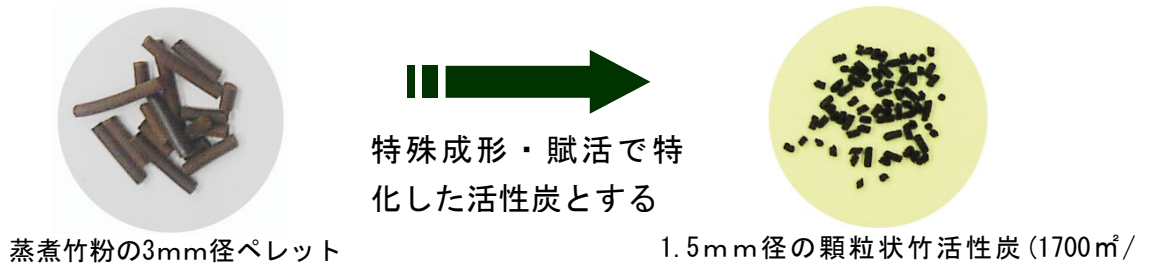 特殊成形・賦活で特
化した活性炭とする
蒸煮竹粉の3mm径ペレット
1.5mm径の顆粒状竹活性炭(1700㎡/